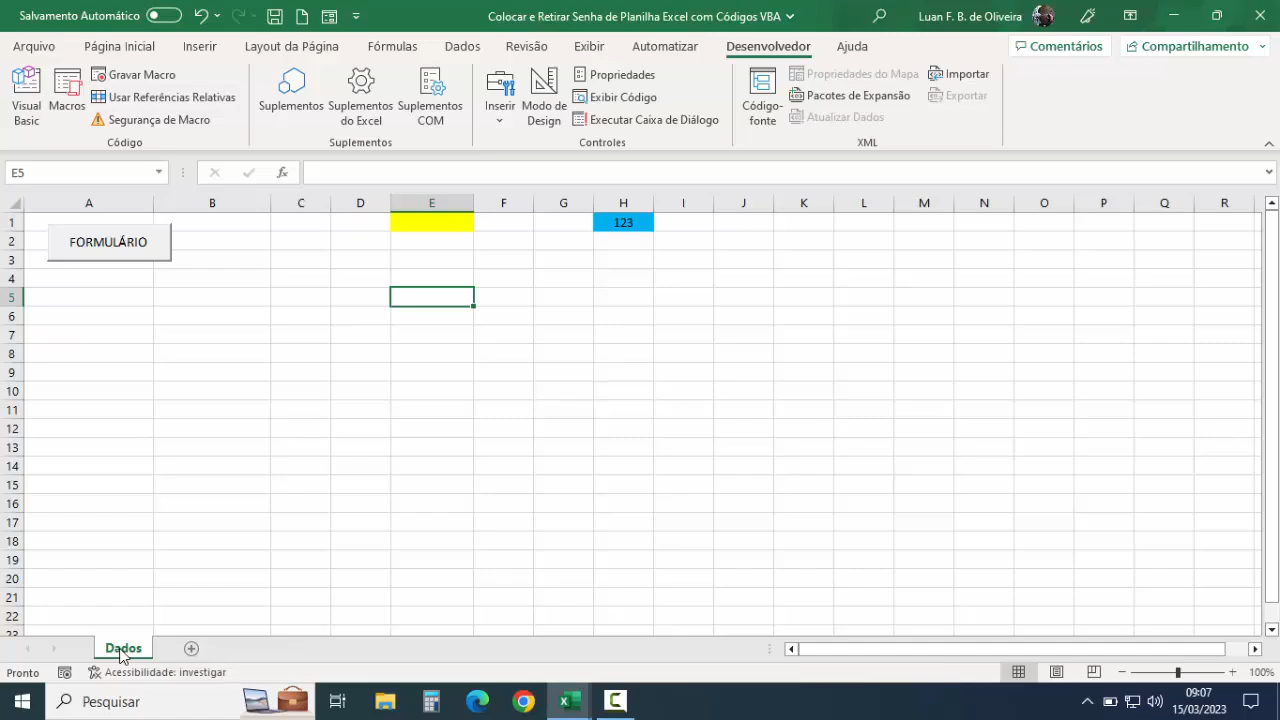 Salvamento Automático
Colocar e Retirar Senha de Planilha Excel com Códigos VBA
Luan F. B. de Oliveira
Arquivo Página Inicial Inserir Layout da Página Fórmulas Dados Revisão Exibir Automatizar Desenvolvedor Ajuda
Comentários Compartilhamento
Visual Basic
Macros
Gravar Macro
Usar Referências Relativas
Segurança de Macro
Código
Suplementos
Suplementos do Excel
Suplementos COM
Suplementos
Inserir
Modo de Design
Propriedades
Exibir Código
Executar Caixa de Diálogo
Controles
Código-fonte
Propriedades do Mapa
Pacotes de Expansão
Atualizar Dados
Importar
Exportar
XML
E5
fx
A B C D E F G H I J K L M N O P Q R
1
2
3
4
5
6
7
8
9
10
11
12
13
14
15
16
17
18
19
20
21
22
23
FORMULÁRIO
123
Dados
Pronto
Acessibilidade: investigar
100%
Pesquisar
09:07
15/03/2023